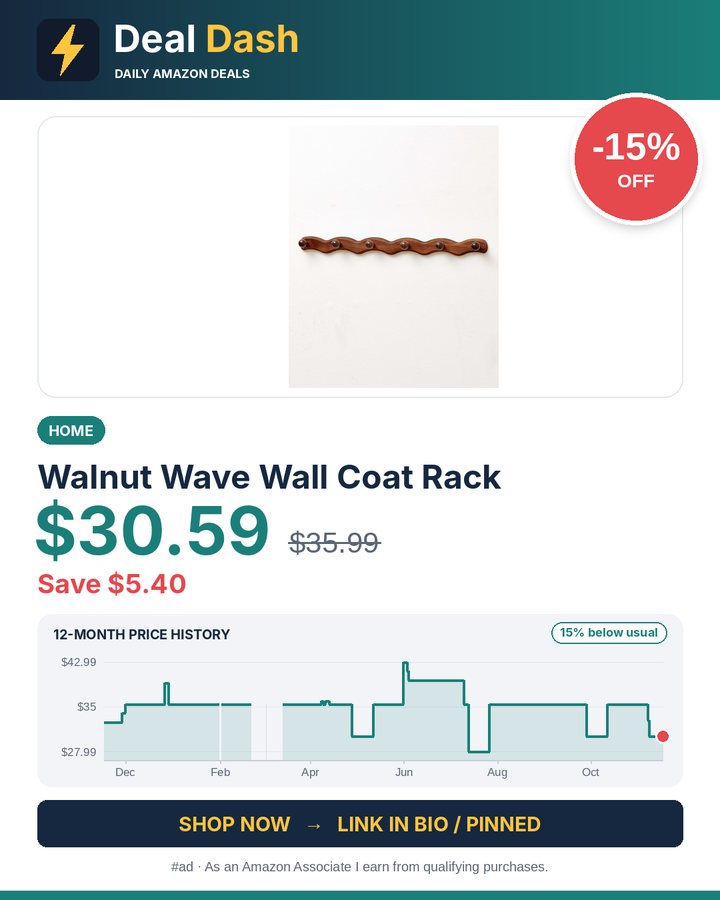 Deal Dash
DAILY AMAZON DEALS
-15%
OFF
HOME
Walnut Wave Wall Coat Rack
$30.59 $35.99
Save $5.40
12-MONTH PRICE HISTORY
15% below usual
$42.99
$35
$27.99
Dec Feb Apr Jun Aug Oct
SHOP NOW → LINK IN BIO / PINNED
#ad · As an Amazon Associate I earn from qualifying purchases.